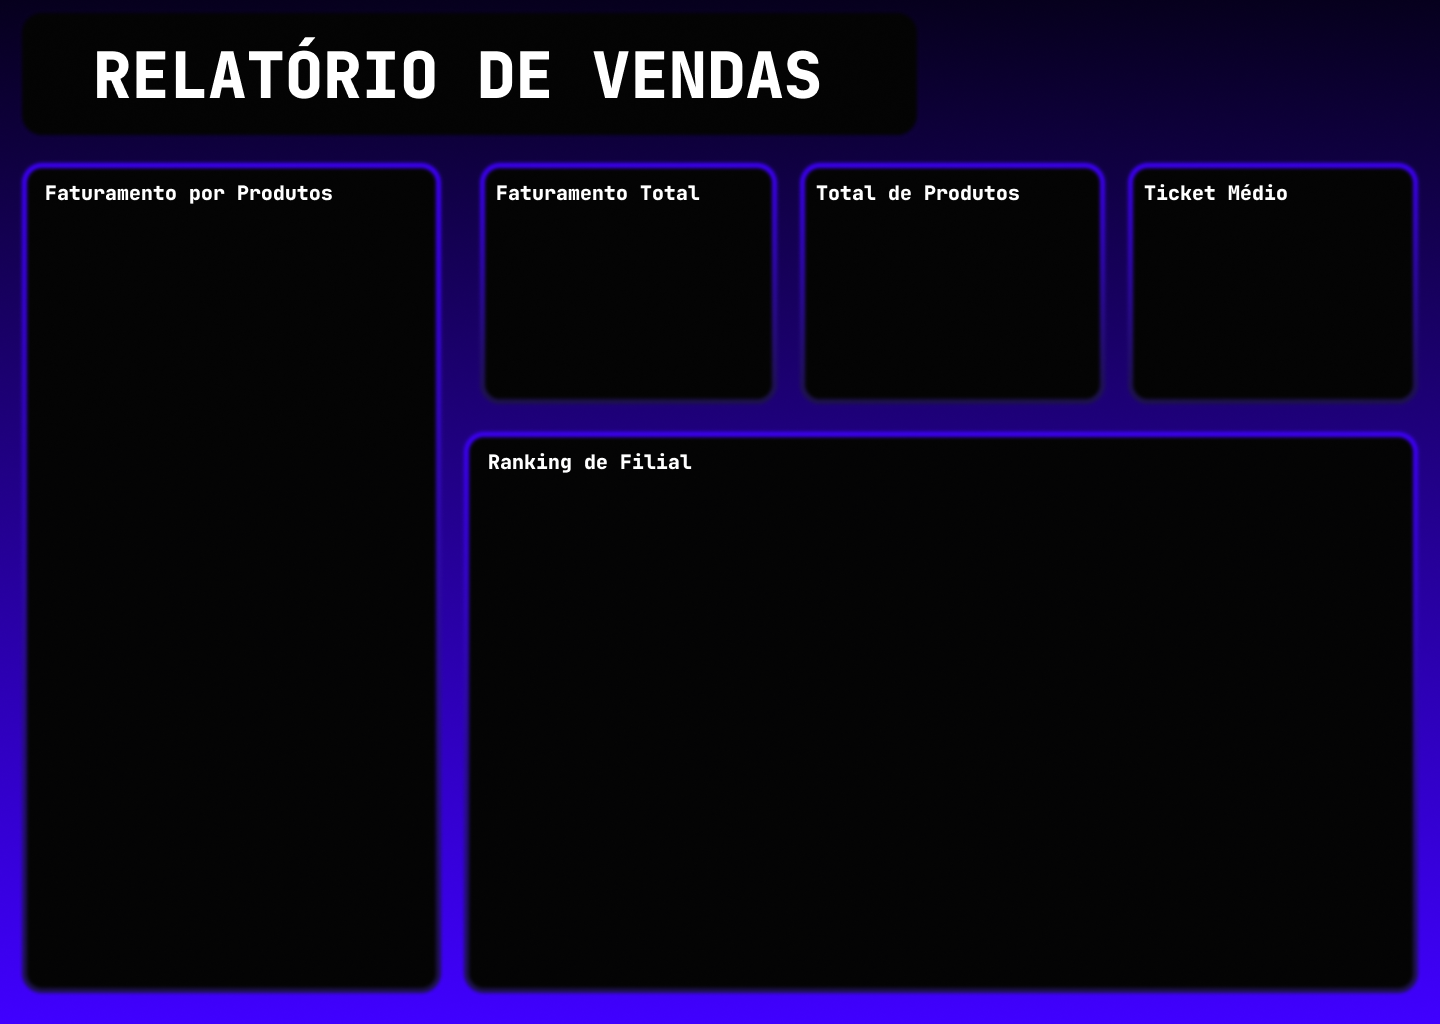 RELATÓRIO DE VENDAS
Faturamento por Produtos
Faturamento Total
Total de Produtos
Ticket Médio
Ranking de Filial